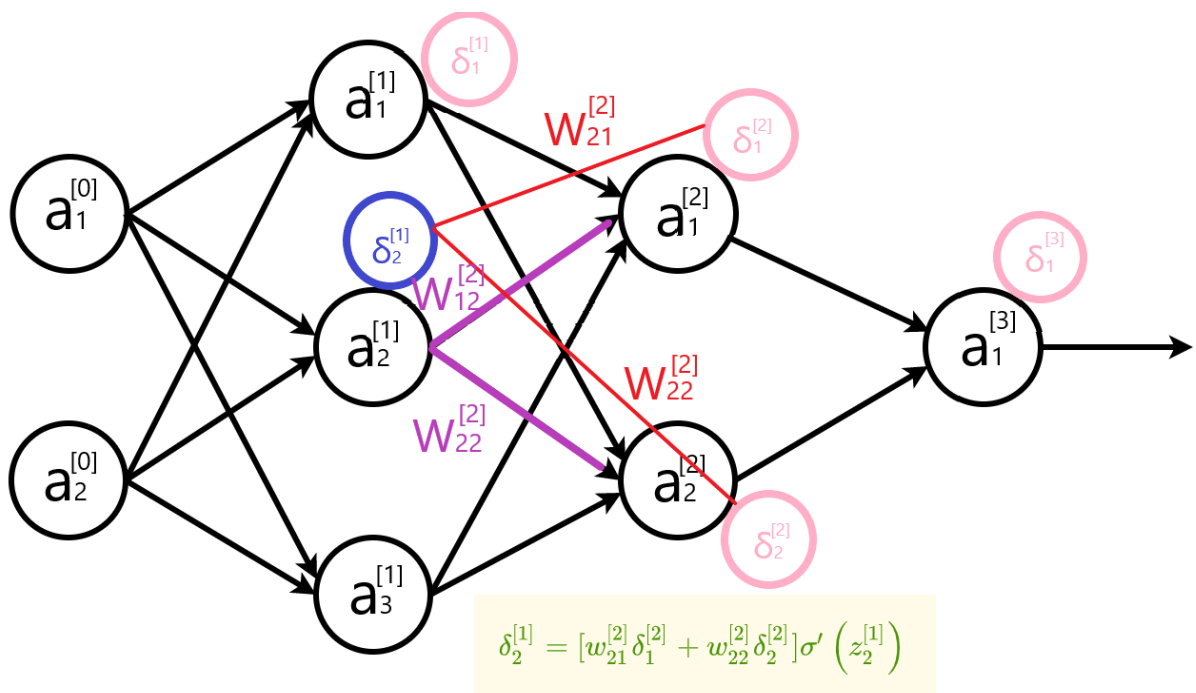 δ₁^[1]
a₁^[1]
W₂₁^[2]
δ₁^[2]
a₁^[0]
δ₂^[1]
a₁^[2]
δ₁^[3]
W₁₂^[2]
a₂^[1]
a₁^[3]
W₂₂^[2]
W₂₂^[2]
a₂^[0]
a₂^[2]
δ₂^[2]
a₃^[1]
δ₂^[1] = [w₂₁^[2]δ₁^[2] + w₂₂^[2]δ₂^[2]]σ′(z₂^[1])